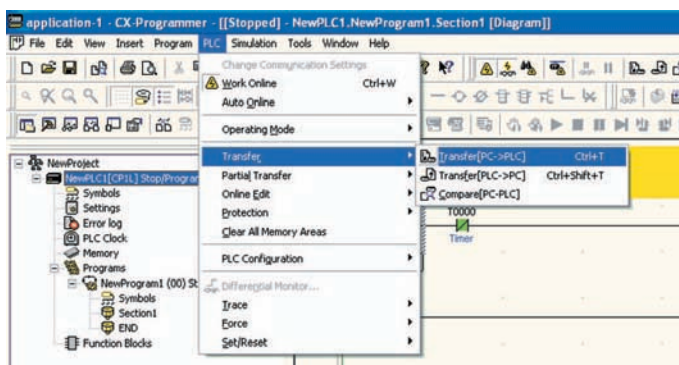 application-1 - CX-Programmer - [[Stopped] - NewPLC1.NewProgram1.Section1 [Diagram]]
File Edit View Insert Program PLC Simulation Tools Window Help
Change Communication Settings
Work Online Ctrl+W
Auto Online
Operating Mode
Transfer
Transfer[PC->PLC] Ctrl+T
Partial Transfer
Transfer[PLC->PC] Ctrl+Shift+T
Online Edit
Compare[PC-PLC]
Protection
Clear All Memory Areas
PLC Configuration
Differential Monitor...
Trace
Force
Set/Reset
NewProject
NewPLC1[CP1L] Stop/Program
Symbols
Settings
Error log
PLC Clock
Memory
Programs
NewProgram1 (00) St
Symbols
Section1
END
Function Blocks
T0000
Timer